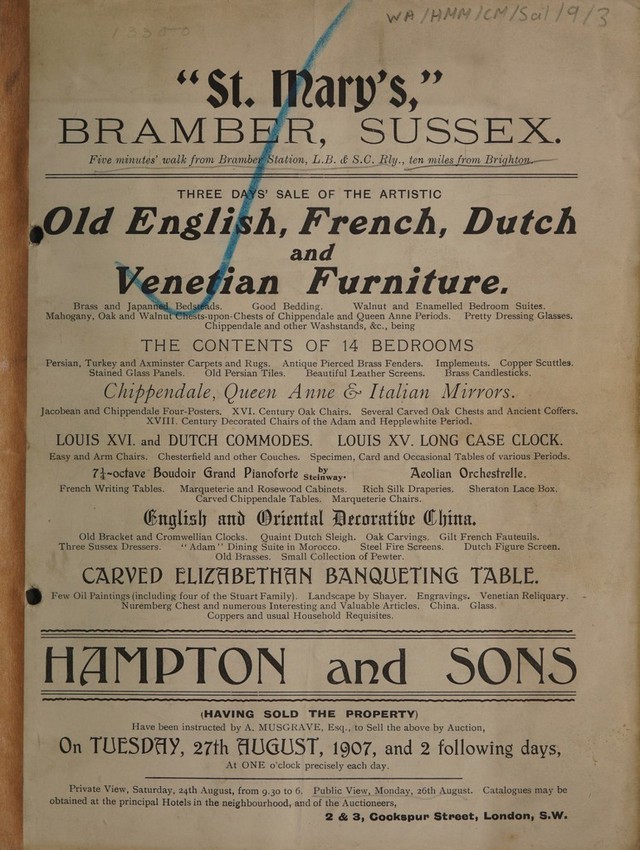 WA/HMM/CM/Sal/9/3
"St. Mary's,"
BRAMBER, SUSSEX.
Five minutes' walk from Bramber Station, L.B. & S.C. Rly., ten miles from Brighton.
THREE DAYS' SALE OF THE ARTISTIC
Old English, French, Dutch
and
Venetian Furniture.
Brass and Japanned Bedsteads. Good Bedding. Walnut and Enamelled Bedroom Suites.
Mahogany, Oak and Walnut Chests-upon-Chests of Chippendale and Queen Anne Periods. Pretty Dressing Glasses.
Chippendale and other Washstands, &c., being
THE CONTENTS OF 14 BEDROOMS
Persian, Turkey and Axminster Carpets and Rugs. Antique Pierced Brass Fenders. Implements. Copper Scuttles.
Stained Glass Panels. Old Persian Tiles. Beautiful Leather Screens. Brass Candlesticks.
Chippendale, Queen Anne & Italian Mirrors.
Jacobean and Chippendale Four-Posters. XVI. Century Oak Chairs. Several Carved Oak Chests and Ancient Coffers.
XVIII. Century Decorated Chairs of the Adam and Hepplewhite Period.
LOUIS XVI. and DUTCH COMMODES. LOUIS XV. LONG CASE CLOCK.
Easy and Arm Chairs. Chesterfield and other Couches. Specimen, Card and Occasional Tables of various Periods.
7¼-octave Boudoir Grand Pianoforte by Steinway. Aeolian Orchestrelle.
French Writing Tables. Marqueterie and Rosewood Cabinets. Rich Silk Draperies. Sheraton Lace Box.
Carved Chippendale Tables. Marqueterie Chairs.
English and Oriental Decorative China.
Old Bracket and Cromwellian Clocks. Quaint Dutch Sleigh. Oak Carvings. Gilt French Fauteuils.
Three Sussex Dressers. "Adam" Dining Suite in Morocco. Steel Fire Screens. Dutch Figure Screen.
Old Brasses. Small Collection of Pewter.
CARVED ELIZABETHAN BANQUETING TABLE.
Few Oil Paintings (including four of the Stuart Family). Landscape by Shayer. Engravings. Venetian Reliquary.
Nuremberg Chest and numerous Interesting and Valuable Articles. China. Glass.
Coppers and usual Household Requisites.
HAMPTON and SONS
(HAVING SOLD THE PROPERTY)
Have been instructed by A. MUSGRAVE, Esq., to Sell the above by Auction,
On TUESDAY, 27th AUGUST, 1907, and 2 following days,
At ONE o'clock precisely each day.
Private View, Saturday, 24th August, from 9.30 to 6. Public View, Monday, 26th August. Catalogues may be
obtained at the principal Hotels in the neighbourhood, and of the Auctioneers,
2 & 3, Cockspur Street, London, S.W.